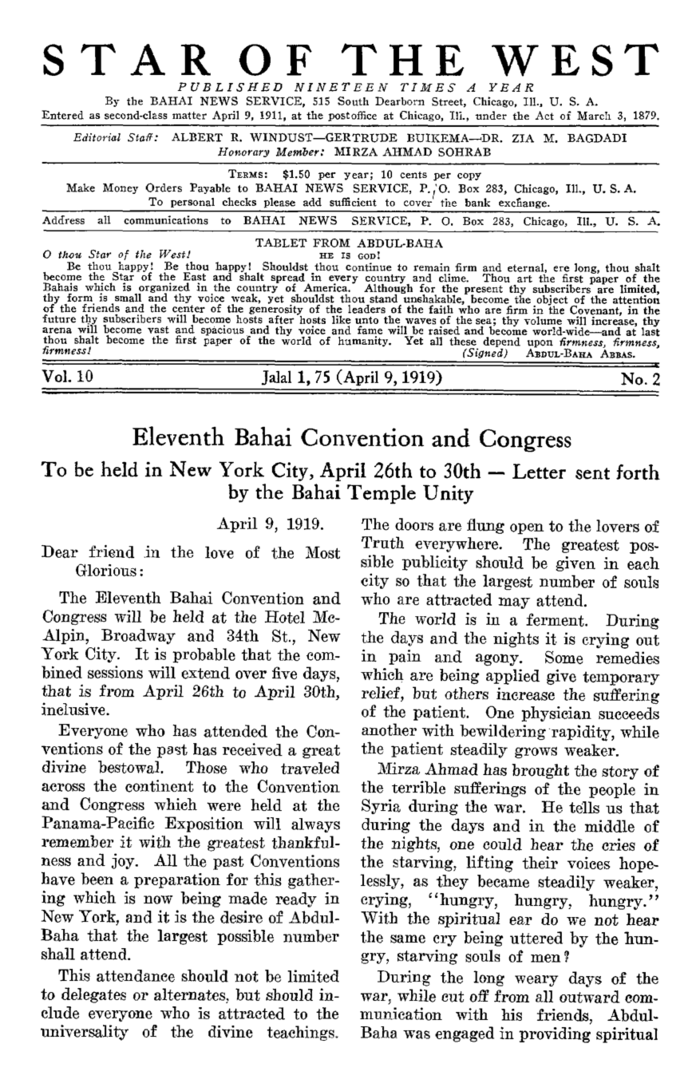 STAR OF THE WEST
PUBLISHED NINETEEN TIMES A YEAR
By the BAHAI NEWS SERVICE, 515 South Dearborn Street, Chicago, Ill., U. S. A.
Entered as second-class matter April 9, 1911, at the postoffice at Chicago, Ill., under the Act of March 3, 1879.
Editorial Staff: ALBERT R. WINDUST—GERTRUDE BUIKEMA—DR. ZIA M. BAGDADI
Honorary Member: MIRZA AHMAD SOHRAB
TERMS: $1.50 per year; 10 cents per copy
Make Money Orders Payable to BAHAI NEWS SERVICE, P. O. Box 283, Chicago, Ill., U. S. A.
To personal checks please add sufficient to cover the bank exchange.
Address all communications to BAHAI NEWS SERVICE, P. O. Box 283, Chicago, Ill., U. S. A.
TABLET FROM ABDUL-BAHA
O thou Star of the West! HE IS GOD!
Be thou happy! Be thou happy! Shouldst thou continue to remain firm and eternal, ere long, thou shalt
become the Star of the East and shalt spread in every country and clime. Thou art the first paper of the
Bahais which is organized in the country of America. Although for the present thy subscribers are limited,
thy form is small and thy voice weak, yet shouldst thou stand unshakable, become the object of the attention
of the friends and the center of the generosity of the leaders of the faith who are firm in the Covenant, in the
future thy subscribers will become hosts after hosts like unto the waves of the sea; thy volume will increase, thy
arena will become vast and spacious and thy voice and fame will be raised and become world-wide—and at last
thou shalt become the first paper of the world of humanity. Yet all these depend upon firmness, firmness,
firmness! (Signed) ABDUL-BAHA ABBAS.
Vol. 10 Jalal 1, 75 (April 9, 1919) No. 2
Eleventh Bahai Convention and Congress
To be held in New York City, April 26th to 30th — Letter sent forth
by the Bahai Temple Unity
April 9, 1919.
Dear friend in the love of the Most
Glorious:
The Eleventh Bahai Convention and
Congress will be held at the Hotel Mc-
Alpin, Broadway and 34th St., New
York City. It is probable that the com-
bined sessions will extend over five days,
that is from April 26th to April 30th,
inclusive.
Everyone who has attended the Con-
ventions of the past has received a great
divine bestowal. Those who traveled
across the continent to the Convention
and Congress which were held at the
Panama-Pacific Exposition will always
remember it with the greatest thankful-
ness and joy. All the past Conventions
have been a preparation for this gather-
ing which is now being made ready in
New York, and it is the desire of Abdul-
Baha that the largest possible number
shall attend.
This attendance should not be limited
to delegates or alternates, but should in-
clude everyone who is attracted to the
universality of the divine teachings.
The doors are flung open to the lovers of
Truth everywhere. The greatest pos-
sible publicity should be given in each
city so that the largest number of souls
who are attracted may attend.
The world is in a ferment. During
the days and the nights it is crying out
in pain and agony. Some remedies
which are being applied give temporary
relief, but others increase the suffering
of the patient. One physician succeeds
another with bewildering rapidity, while
the patient steadily grows weaker.
Mirza Ahmad has brought the story of
the terrible sufferings of the people in
Syria during the war. He tells us that
during the days and in the middle of
the nights, one could hear the cries of
the starving, lifting their voices hope-
lessly, as they became steadily weaker,
crying, "hungry, hungry, hungry."
With the spiritual ear do we not hear
the same cry being uttered by the hun-
gry, starving souls of men?
During the long weary days of the
war, while cut off from all outward com-
munication with his friends, Abdul-
Baha was engaged in providing spiritual